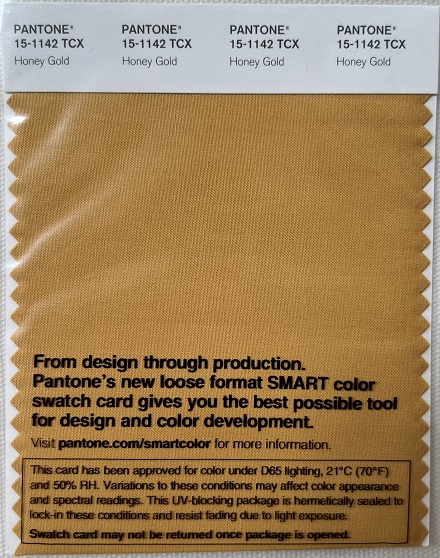 PANTONE® PANTONE® PANTONE® PANTONE®
15-1142 TCX 15-1142 TCX 15-1142 TCX 15-1142 TCX
Honey Gold Honey Gold Honey Gold Honey Gold
From design through production.
Pantone's new loose format SMART color
swatch card gives you the best possible tool
for design and color development.
Visit pantone.com/smartcolor for more information.
This card has been approved for color under D65 lighting, 21°C (70°F)
and 50% RH. Variations to these conditions may affect color appearance
and spectral readings. This UV-blocking package is hermetically sealed to
lock-in these conditions and resist fading due to light exposure.
Swatch card may not be returned once package is opened.